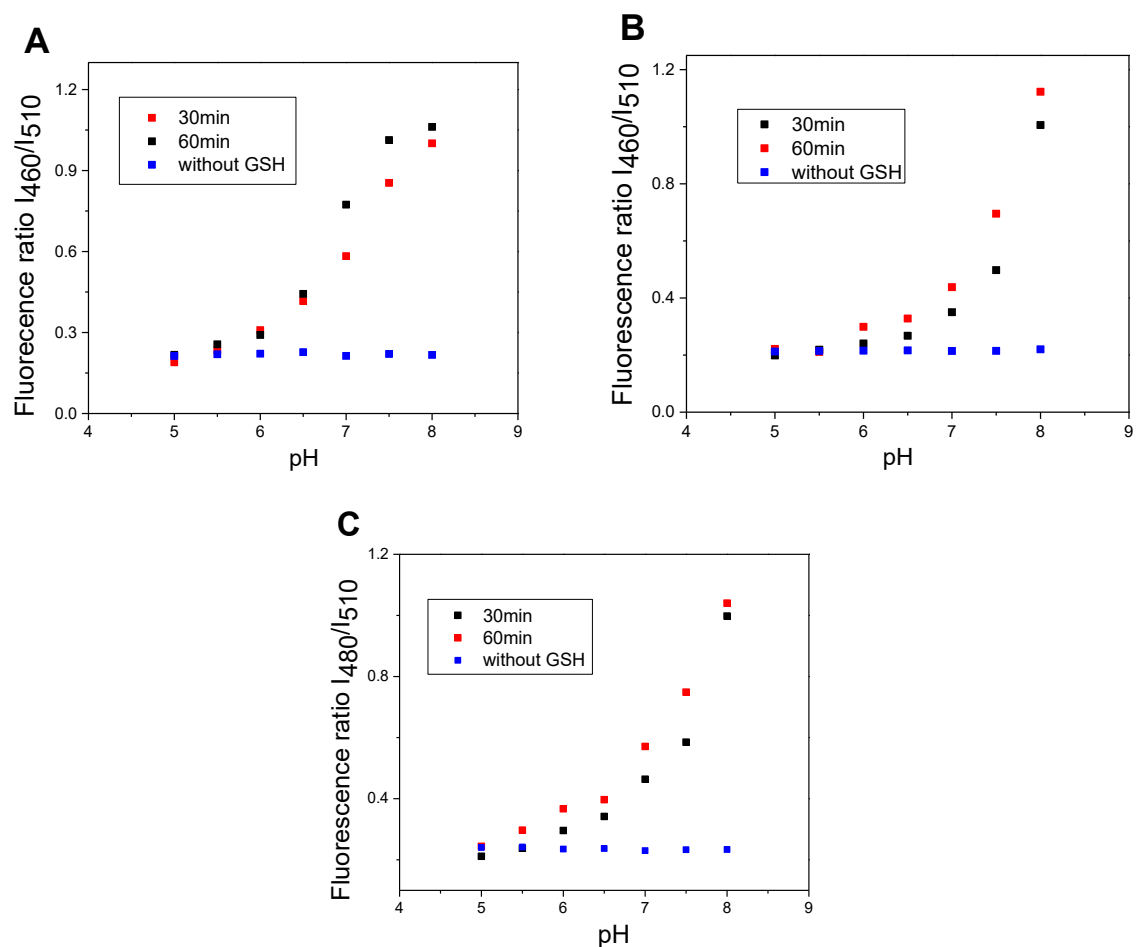 A
Fluorecence ratio I460/I510
1.2
0.9
0.6
0.3
0.0
30min
60min
without GSH
4 5 6 7 8 9
pH
B
Fluorescence ratio I460/I510
1.2
0.8
0.4
0.0
30min
60min
without GSH
4 5 6 7 8 9
pH
C
Fluorescence ratio I480/I510
1.2
0.8
0.4
30min
60min
without GSH
4 5 6 7 8 9
pH